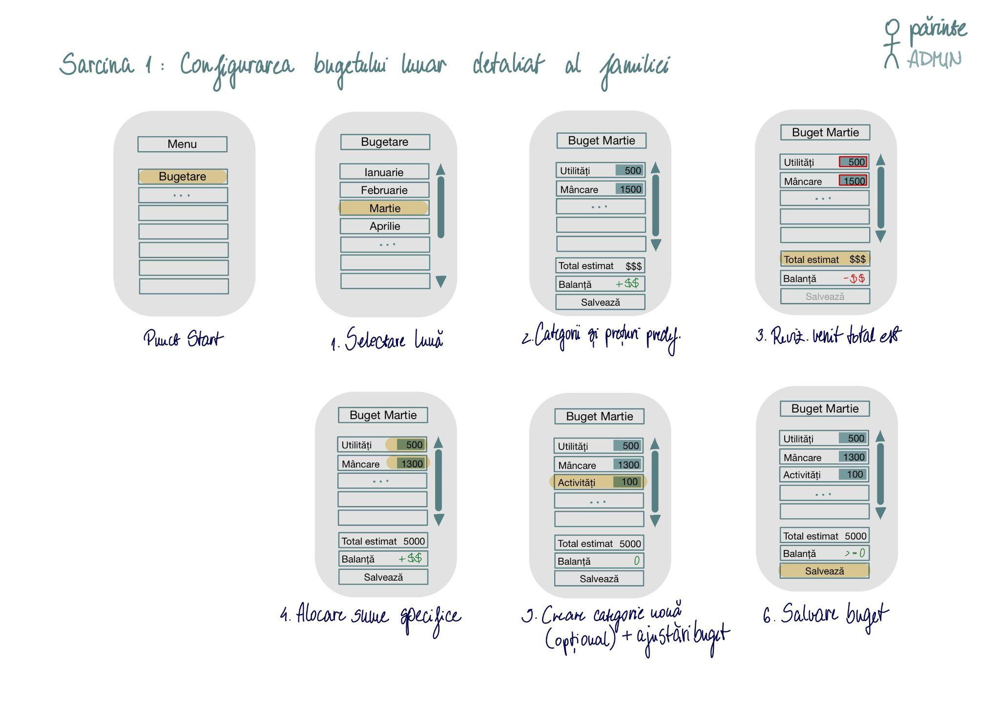 părinte
ADMIN
Sarcina 1 : Configurarea bugetului lunar detaliat al familiei
Menu
Bugetare
...
Punct Start
Bugetare
Ianuarie
Februarie
Martie
Aprilie
...
1. Selectare lună
Buget Martie
Utilități 500
Mâncare 1500
...
Total estimat $$$
Balanță +$$
Salvează
2. Categorii și prețuri predef.
Buget Martie
Utilități 500
Mâncare 1500
...
Total estimat $$$
Balanță -$$
Salvează
3. Reviz. venit total est
Buget Martie
Utilități 500
Mâncare 1300
...
Total estimat 5000
Balanță +$$
Salvează
4. Alocare sume specifice
Buget Martie
Utilități 500
Mâncare 1300
Activități 100
...
Total estimat 5000
Balanță 0
Salvează
5. Creare categorie nouă
(opțional) + ajustări buget
Buget Martie
Utilități 500
Mâncare 1300
Activități 100
...
Total estimat 5000
Balanță >=0
Salvează
6. Salvare buget